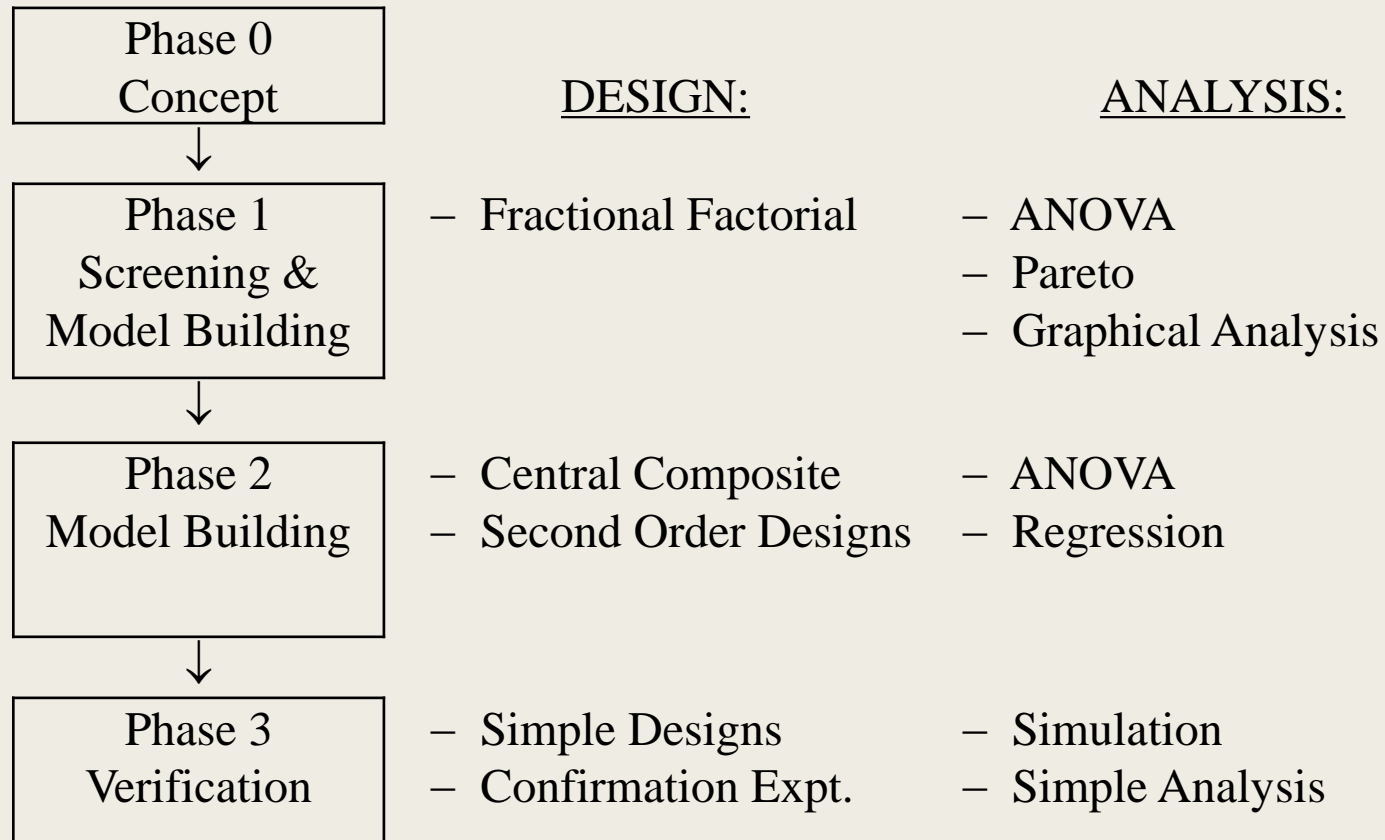 Phase 0
Concept
DESIGN:
ANALYSIS:
↓
Phase 1
Screening &
Model Building
– Fractional Factorial
– ANOVA
– Pareto
– Graphical Analysis
↓
Phase 2
Model Building
– Central Composite
– Second Order Designs
– ANOVA
– Regression
↓
Phase 3
Verification
– Simple Designs
– Confirmation Expt.
– Simulation
– Simple Analysis